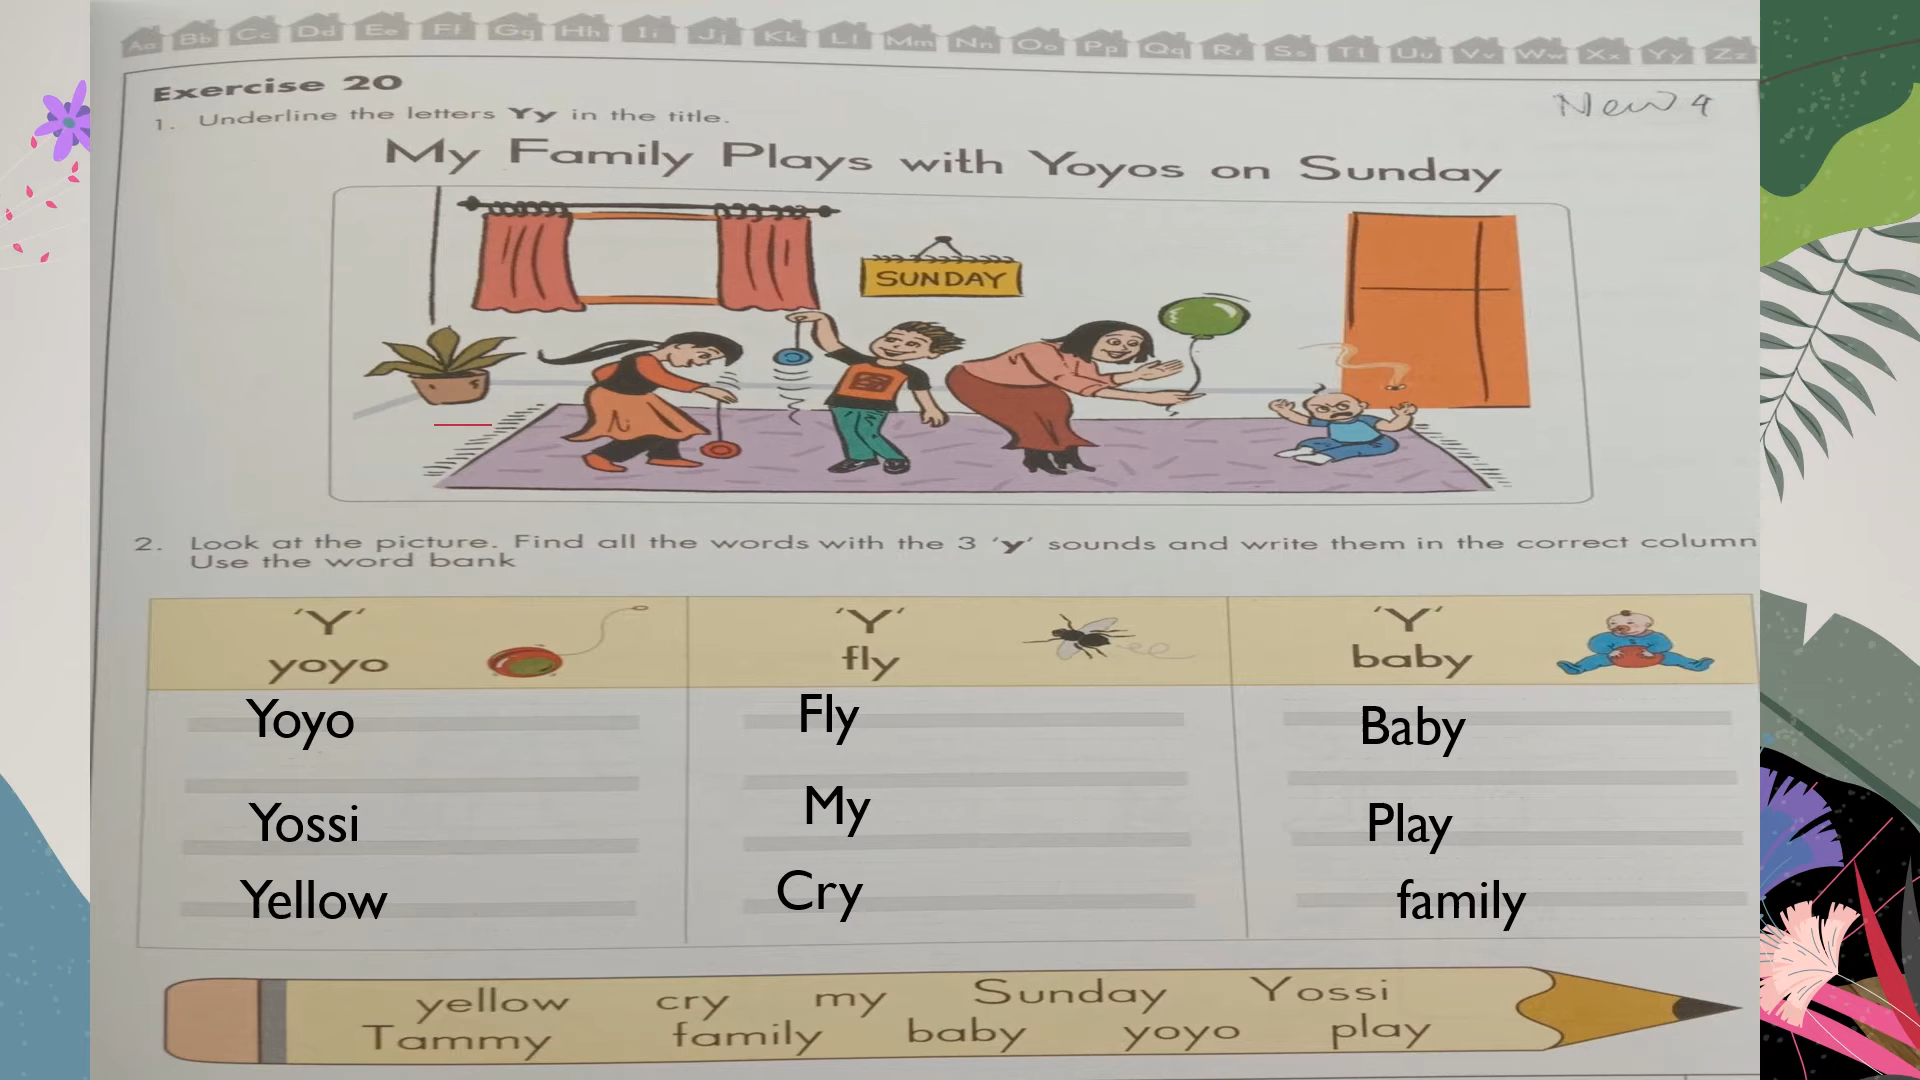 Aa Bb Cc Dd Ee Ff Gg Hh Ii Jj Kk Ll Mm Nn Oo Pp Qq Rr Ss Tt Uu Vv Ww Xx Yy Zz
Exercise 20
New 4
1. Underline the letters Yy in the title.
My Family Plays with Yoyos on Sunday
SUNDAY
2. Look at the picture. Find all the words with the 3 'y' sounds and write them in the correct column
Use the word bank
'Y' 'Y' 'Y'
yoyo fly baby
Yoyo Fly Baby
Yossi My Play
Yellow Cry family
yellow cry my Sunday Yossi
Tammy family baby yoyo play